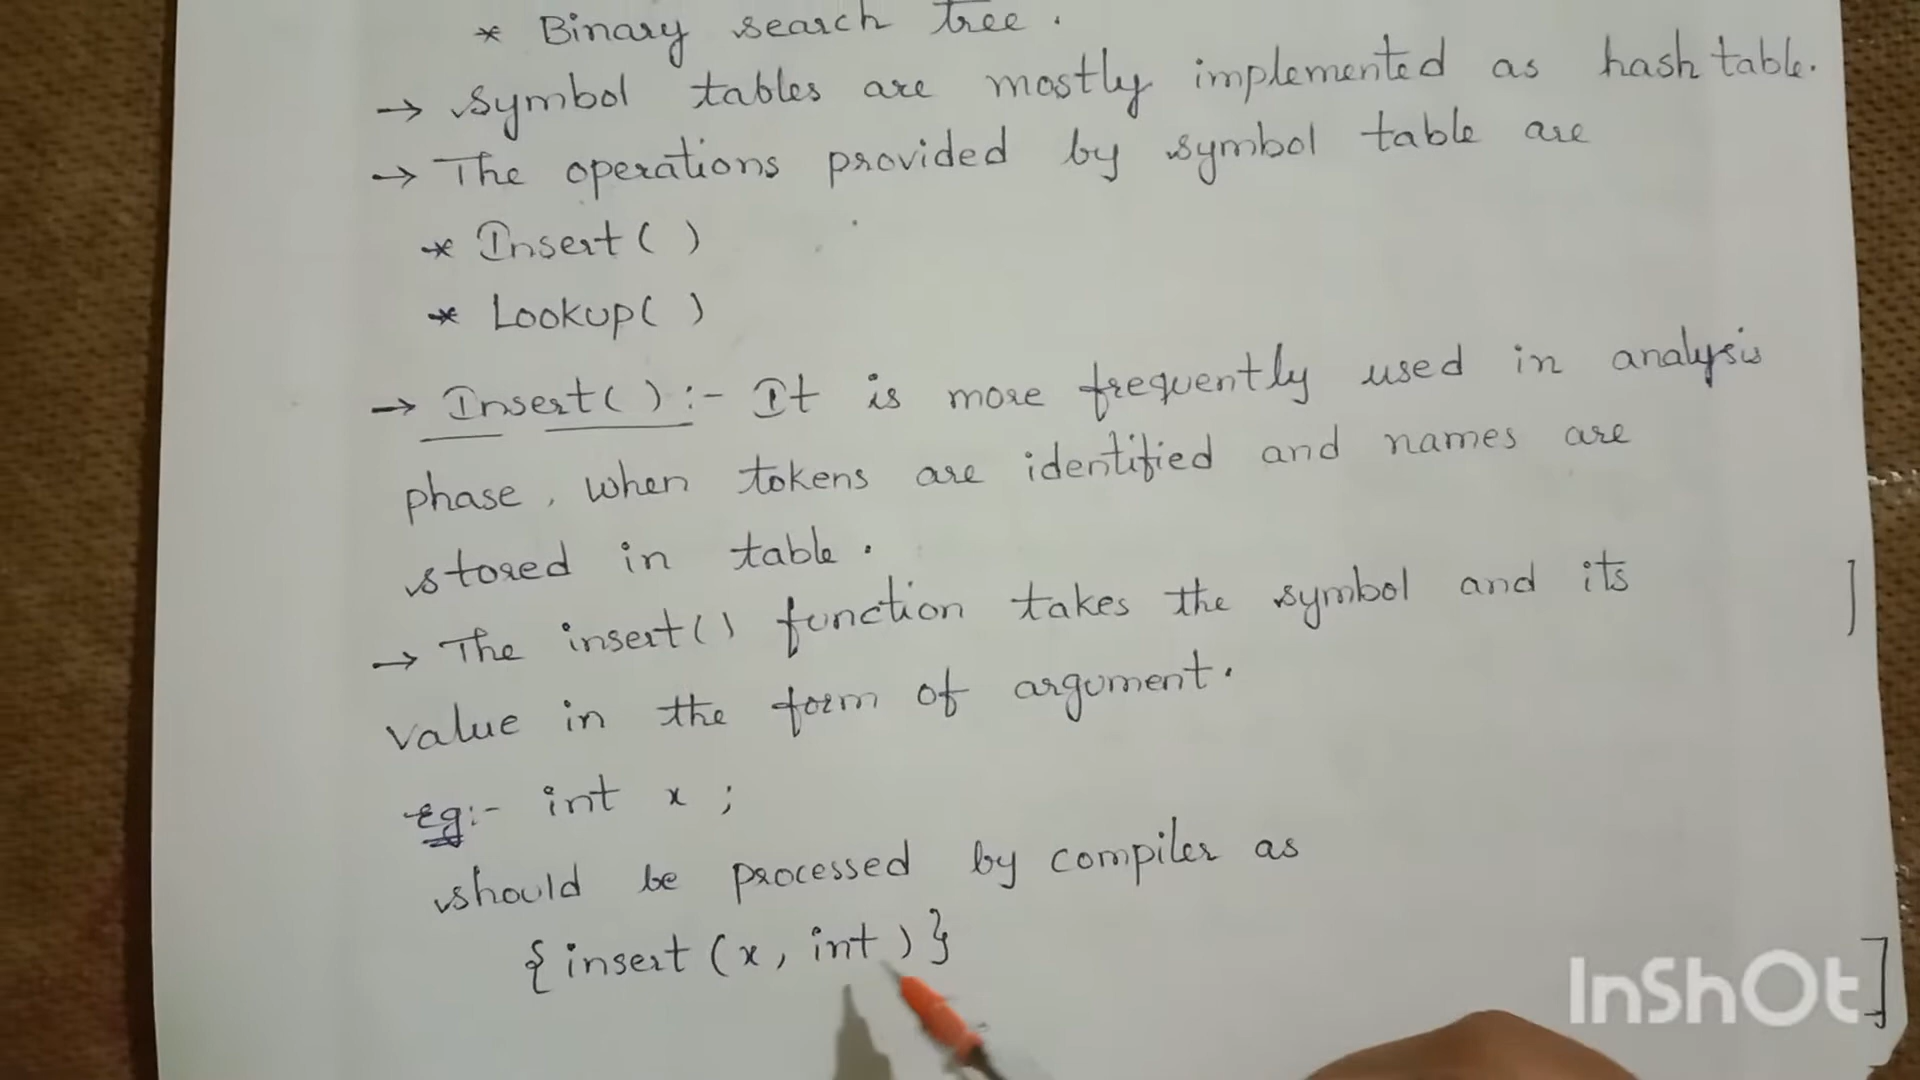 * Binary search tree.
→ symbol tables are mostly implemented as hash table.
→ The operations provided by symbol table are
* Insert( )
* Lookup( )
→ Insert( ) :- It is more frequently used in analysis
phase, when tokens are identified and names are
stored in table.
→ The insert() function takes the symbol and its
value in the form of argument.
eg:- int x ;
should be processed by compiler as
{insert (x, int)}
InShOt